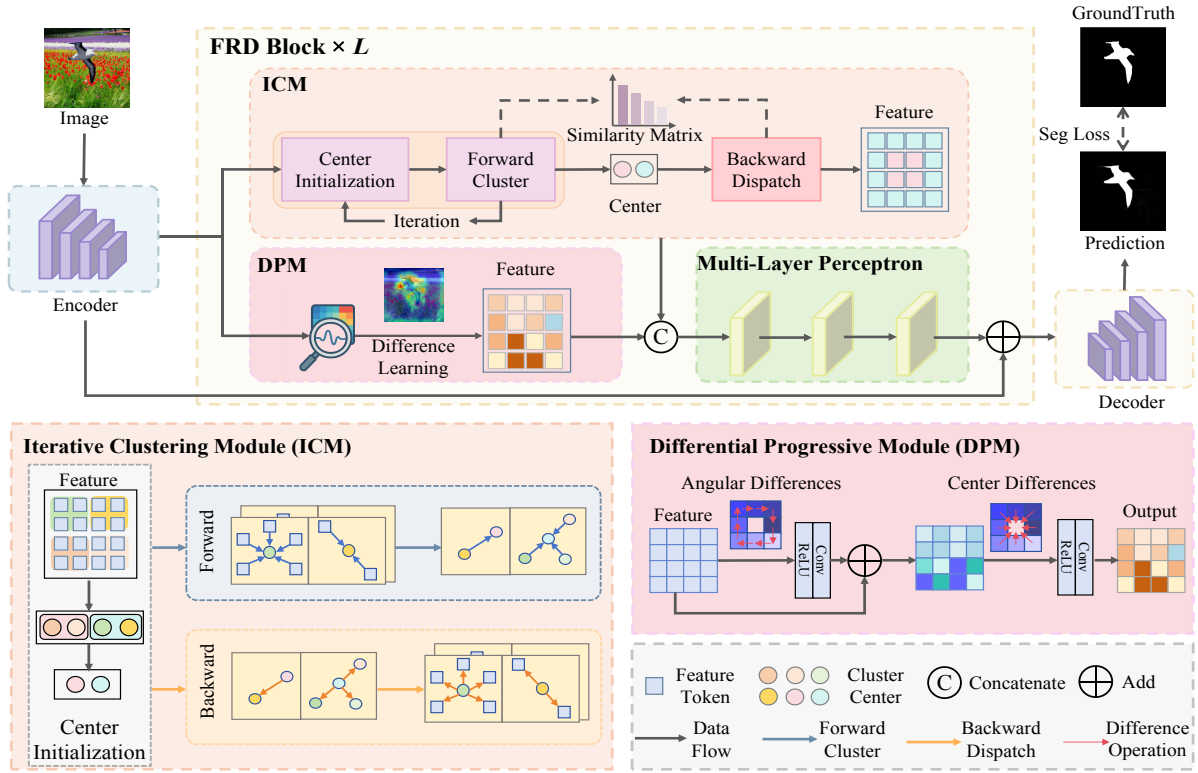 GroundTruth
FRD Block × L
ICM
Image
Similarity Matrix
Feature
Seg Loss
Center
Initialization
Forward
Cluster
Backward
Dispatch
Center
Iteration
Prediction
Encoder
DPM
Feature
Multi-Layer Perceptron
Difference
Learning
C
Decoder
Iterative Clustering Module (ICM)
Feature
Forward
Backward
Center
Initialization
Differential Progressive Module (DPM)
Angular Differences
Center Differences
Feature
Output
Conv
ReLU
Conv
ReLU
Feature
Token
Cluster
Center
C
Concatenate
Add
Data
Flow
Forward
Cluster
Backward
Dispatch
Difference
Operation